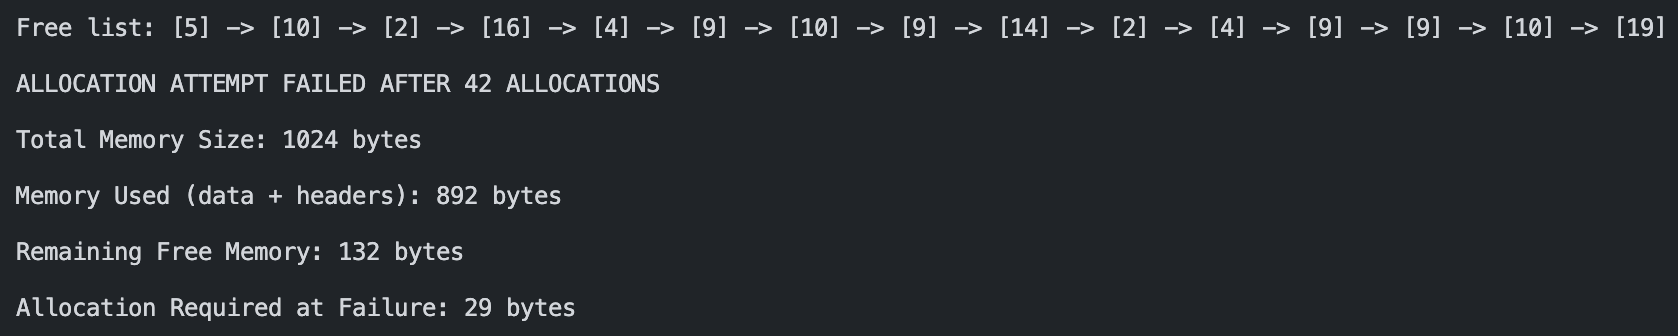 Free list: [5] -> [10] -> [2] -> [16] -> [4] -> [9] -> [10] -> [9] -> [14] -> [2] -> [4] -> [9] -> [9] -> [10] -> [19]
ALLOCATION ATTEMPT FAILED AFTER 42 ALLOCATIONS
Total Memory Size: 1024 bytes
Memory Used (data + headers): 892 bytes
Remaining Free Memory: 132 bytes
Allocation Required at Failure: 29 bytes